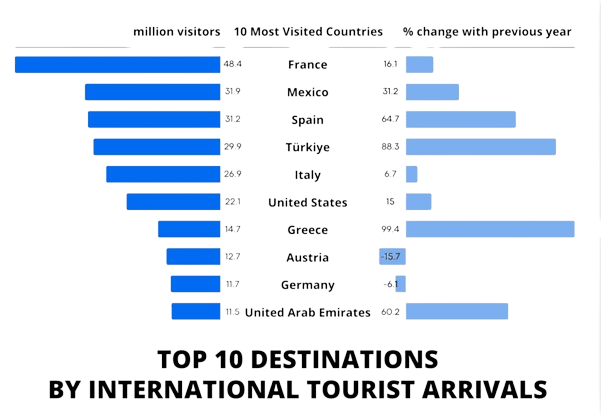 million visitors 10 Most Visited Countries % change with previous year
48.4 France 16.1
31.9 Mexico 31.2
31.2 Spain 64.7
29.9 Türkiye 88.3
26.9 Italy 6.7
22.1 United States 15
14.7 Greece 99.4
12.7 Austria -15.7
11.7 Germany -6.1
11.5 United Arab Emirates 60.2
TOP 10 DESTINATIONS
BY INTERNATIONAL TOURIST ARRIVALS